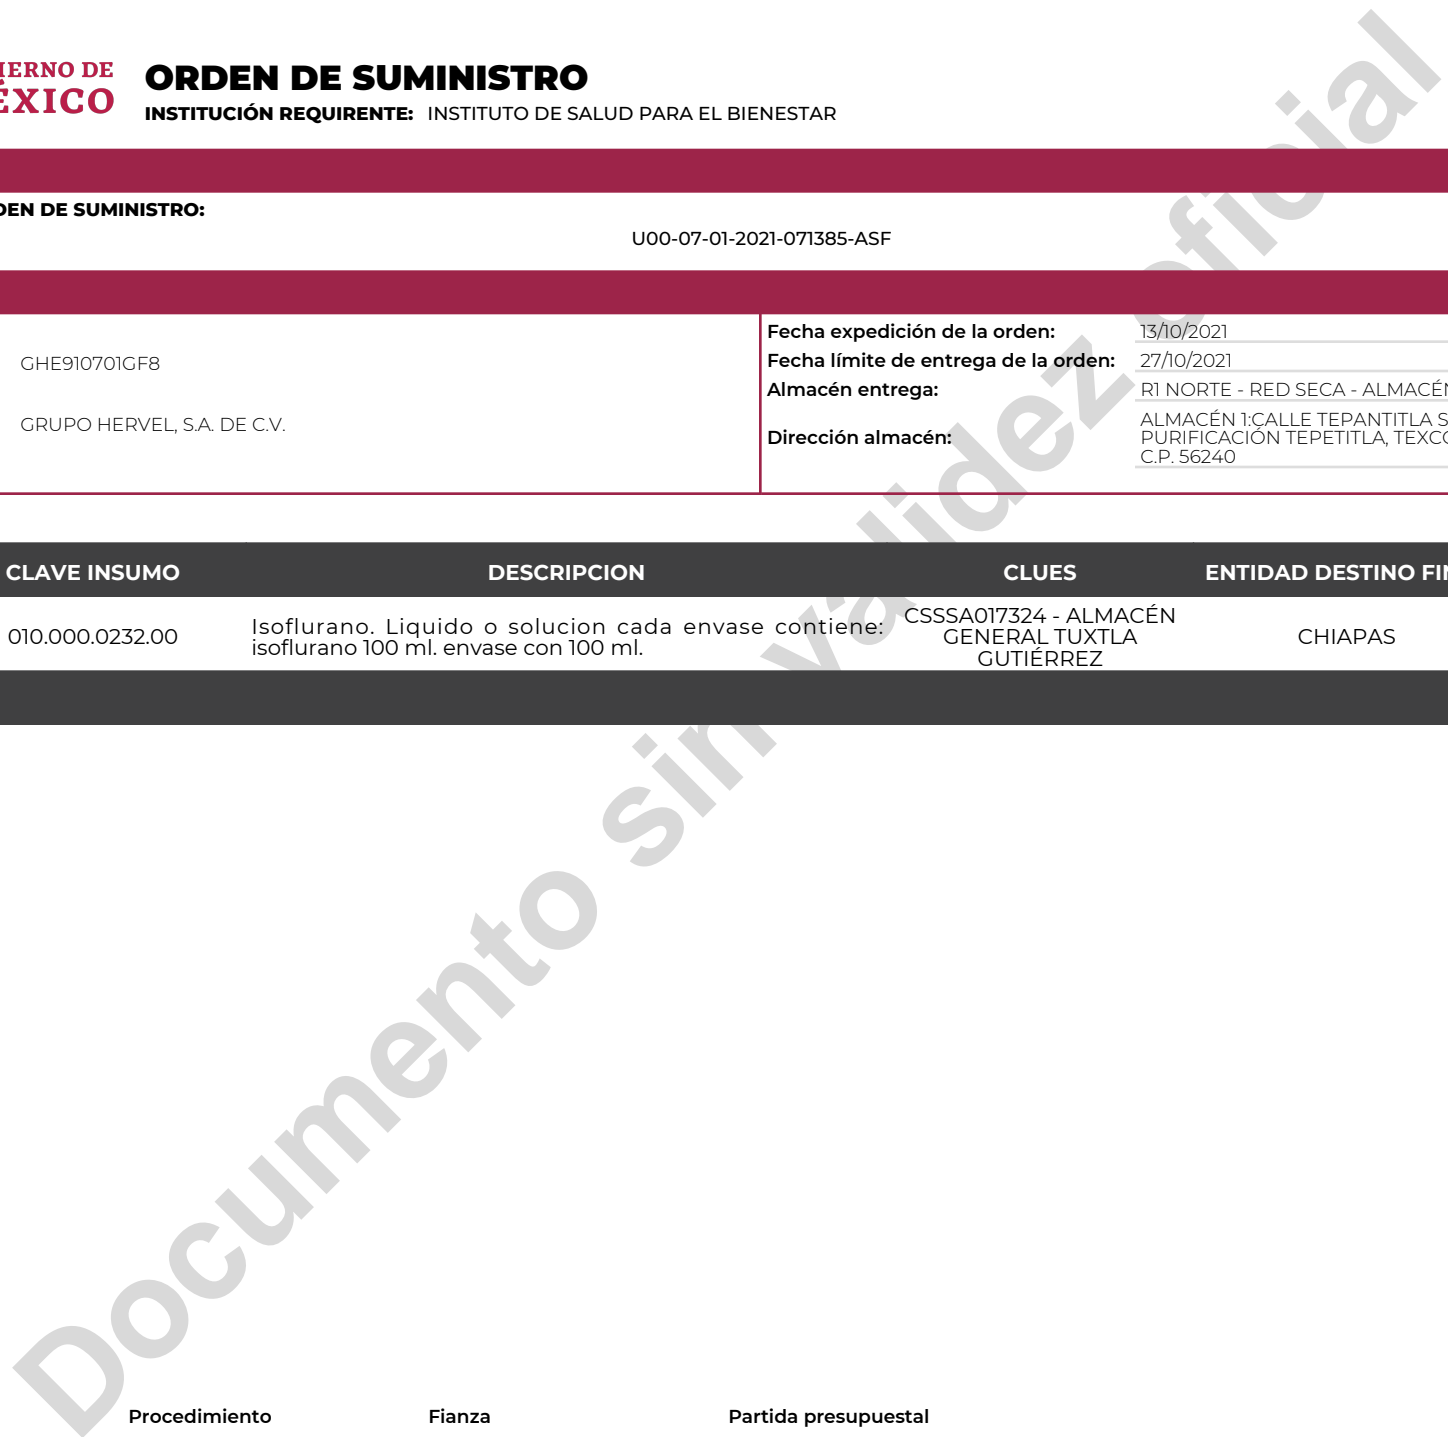 IERNO DE
ÉXICO
ORDEN DE SUMINISTRO
INSTITUCIÓN REQUIRENTE: INSTITUTO DE SALUD PARA EL BIENESTAR
DEN DE SUMINISTRO:
U00-07-01-2021-071385-ASF
GHE910701GF8
GRUPO HERVEL, S.A. DE C.V.
Fecha expedición de la orden: 13/10/2021
Fecha límite de entrega de la orden: 27/10/2021
Almacén entrega: R1 NORTE - RED SECA - ALMACÉN
Dirección almacén: ALMACÉN 1:CALLE TEPANTITLA S
PURIFICACIÓN TEPETITLA, TEXCO
C.P. 56240
CLAVE INSUMO DESCRIPCION CLUES ENTIDAD DESTINO FIN
010.000.0232.00
Isoflurano. Liquido o solucion cada envase contiene:
isoflurano 100 ml. envase con 100 ml.
CSSSA017324 - ALMACÉN
GENERAL TUXTLA
GUTIÉRREZ
CHIAPAS
Documento sin validez oficial
Procedimiento Fianza Partida presupuestal